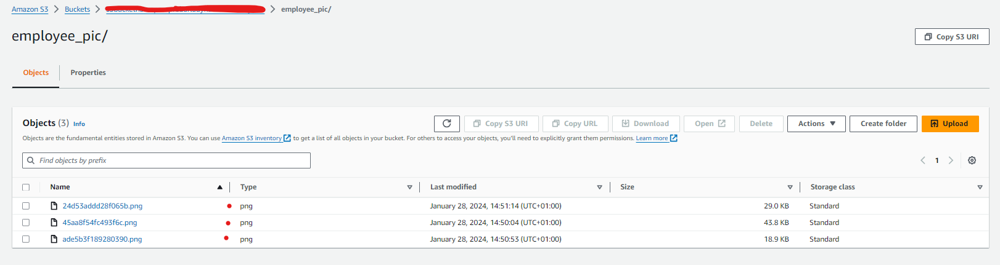 Amazon S3 > Buckets > > employee_pic/
employee_pic/
Copy S3 URI
Objects Properties
Objects (3) Info
Copy S3 URI Copy URL Download Open Delete Actions Create folder Upload
Objects are the fundamental entities stored in Amazon S3. You can use Amazon S3 inventory to get a list of all objects in your bucket. For others to access your objects, you'll need to explicitly grant them permissions. Learn more
Find objects by prefix
1
Name Type Last modified Size Storage class
24d53addd28f065b.png png January 28, 2024, 14:51:14 (UTC+01:00) 29.0 KB Standard
45aa8f54fc493f6c.png png January 28, 2024, 14:50:04 (UTC+01:00) 43.8 KB Standard
ade5b3f189280390.png png January 28, 2024, 14:50:53 (UTC+01:00) 18.9 KB Standard